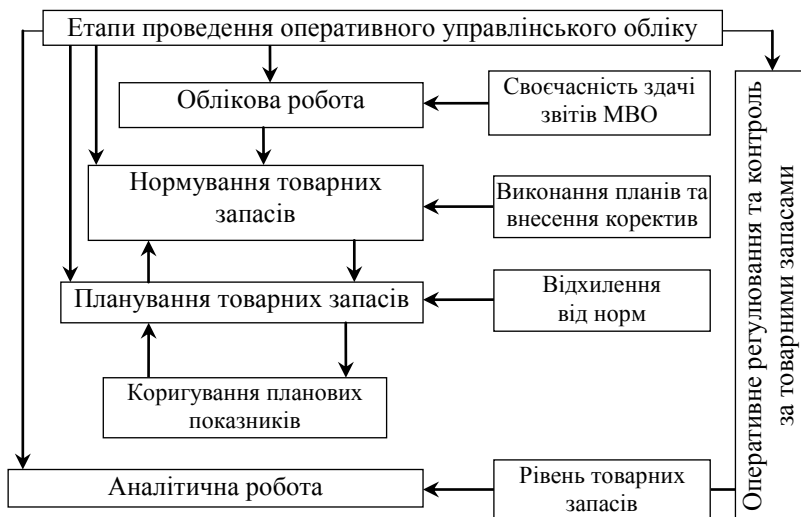 Етапи проведення оперативного управлінського обліку
Облікова робота
Своєчасність здачі
звітів МВО
Нормування товарних
запасів
Виконання планів та
внесення коректив
Планування товарних запасів
Відхилення
від норм
Коригування планових
показників
Аналітична робота
Рівень товарних
запасів
Оперативне регулювання та контроль
за товарними запасами